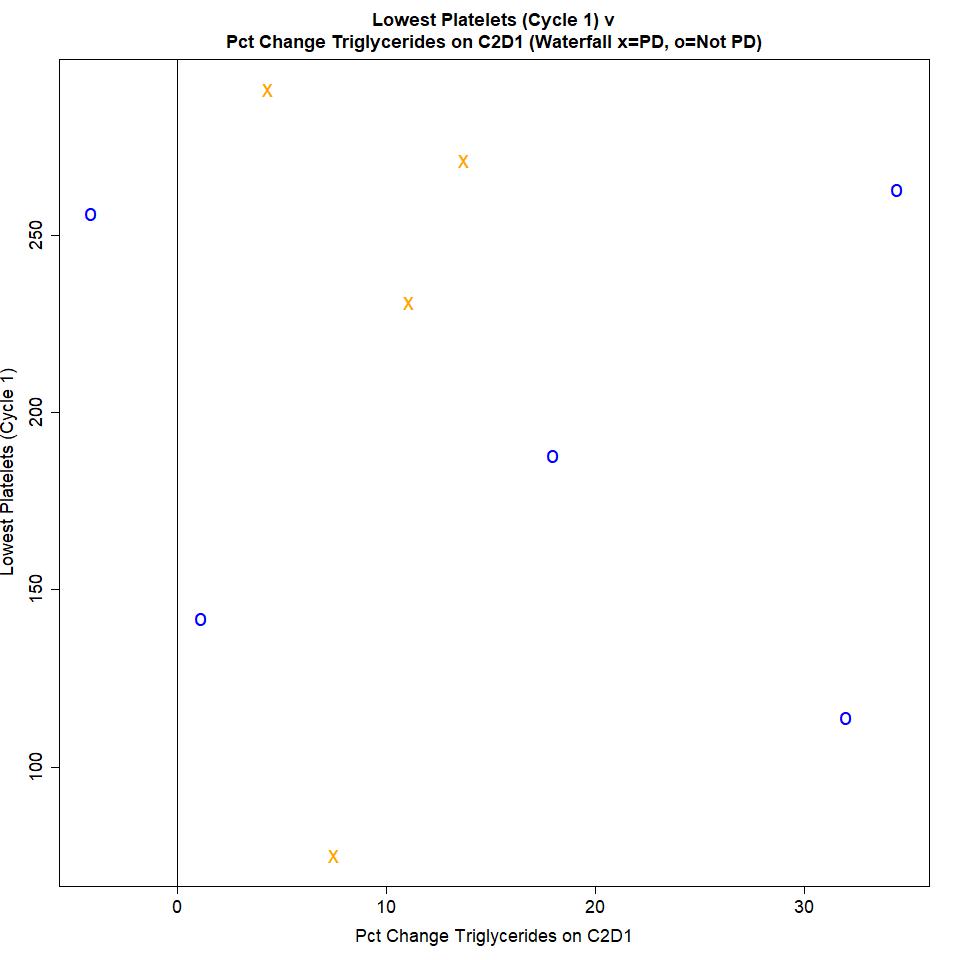 Lowest Platelets (Cycle 1) v
Pct Change Triglycerides on C2D1 (Waterfall x=PD, o=Not PD)
X
X
O
O
250
X
200
O
Lowest Platelets (Cycle 1)
150
O
O
100
X
0 10 20 30
Pct Change Triglycerides on C2D1